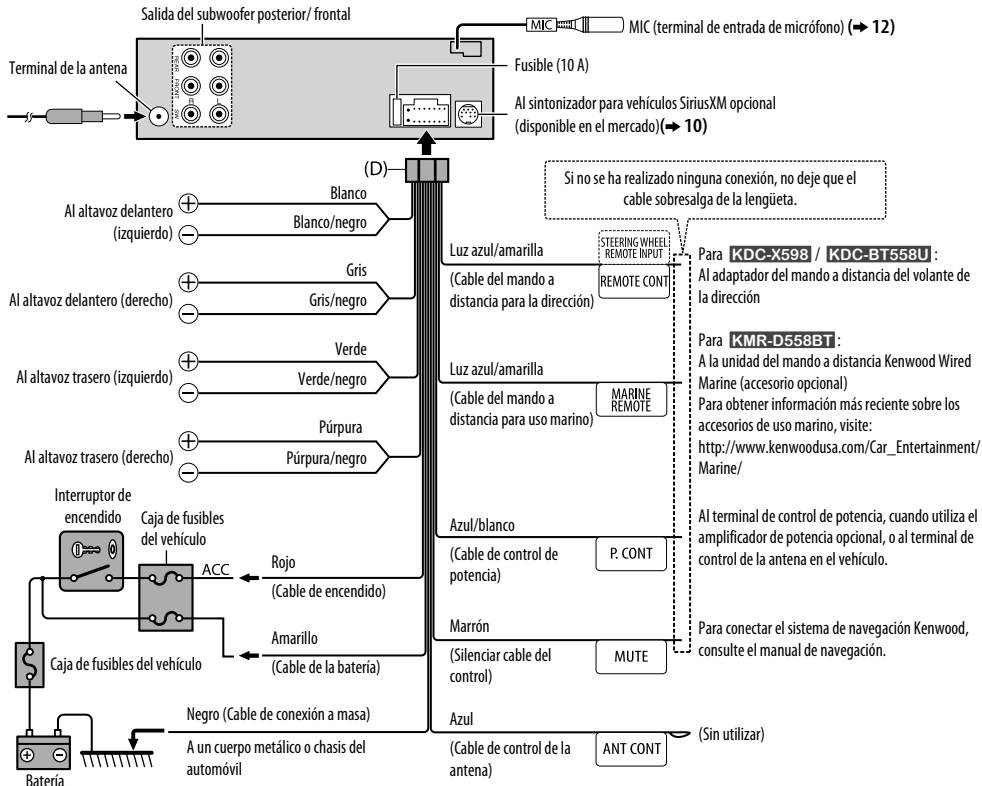 Salida del subwoofer posterior/ frontal
MIC
MIC (terminal de entrada de micrófono) (➜ 12)
Terminal de la antena
REAR
FRONT
SW
R
L
Fusible (10 A)
Al sintonizador para vehículos SiriusXM opcional
(disponible en el mercado)(➜ 10)
(D)
Si no se ha realizado ninguna conexión, no deje que el
cable sobresalga de la lengüeta.
Al altavoz delantero
(izquierdo)
Blanco
Blanco/negro
Al altavoz delantero (derecho)
Gris
Gris/negro
Al altavoz trasero (izquierdo)
Verde
Verde/negro
Al altavoz trasero (derecho)
Púrpura
Púrpura/negro
Luz azul/amarilla
(Cable del mando a
distancia para la dirección)
STEERING WHEEL
REMOTE INPUT
REMOTE CONT
Para KDC-X598 / KDC-BT558U :
Al adaptador del mando a distancia del volante de
la dirección
Luz azul/amarilla
(Cable del mando a
distancia para uso marino)
MARINE
REMOTE
Para KMR-D558BT :
A la unidad del mando a distancia Kenwood Wired
Marine (accesorio opcional)
Para obtener información más reciente sobre los
accesorios de uso marino, visite:
http://www.kenwoodusa.com/Car_Entertainment/
Marine/
Interruptor de
encendido
Caja de fusibles
del vehículo
ACC
Rojo
(Cable de encendido)
Amarillo
(Cable de la batería)
Caja de fusibles del vehículo
Azul/blanco
(Cable de control de
potencia)
P. CONT
Al terminal de control de potencia, cuando utiliza el
amplificador de potencia opcional, o al terminal de
control de la antena en el vehículo.
Marrón
(Silenciar cable del
control)
MUTE
Para conectar el sistema de navegación Kenwood,
consulte el manual de navegación.
Negro (Cable de conexión a masa)
A un cuerpo metálico o chasis del
automóvil
Batería
Azul
(Cable de control de la
antena)
ANT CONT
(Sin utilizar)